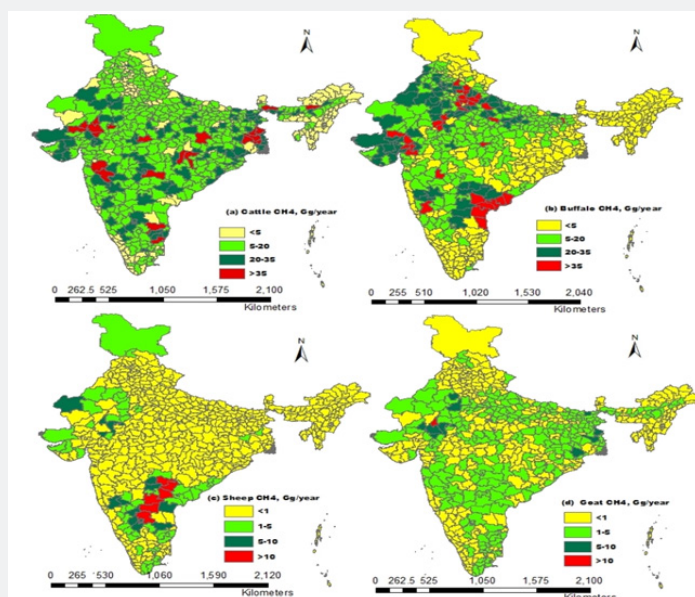 N
(a) Cattle CH4, Gg/year
<5
5-20
20-35
>35
0 262.5 525 1,050 1,575 2,100
Kilometers
N
(b) Buffalo CH4, Gg/year
<5
5-20
20-35
>35
0 255 510 1,020 1,530 2,040
Kilometers
N
(c) Sheep CH4, Gg/year
<1
1-5
5-10
>10
0 265 530 1,060 1,590 2,120
Kilometers
N
(d) Goat CH4, Gg/year
<1
1-5
5-10
>10
0 262.5 525 1,050 1,575 2,100
Kilometers